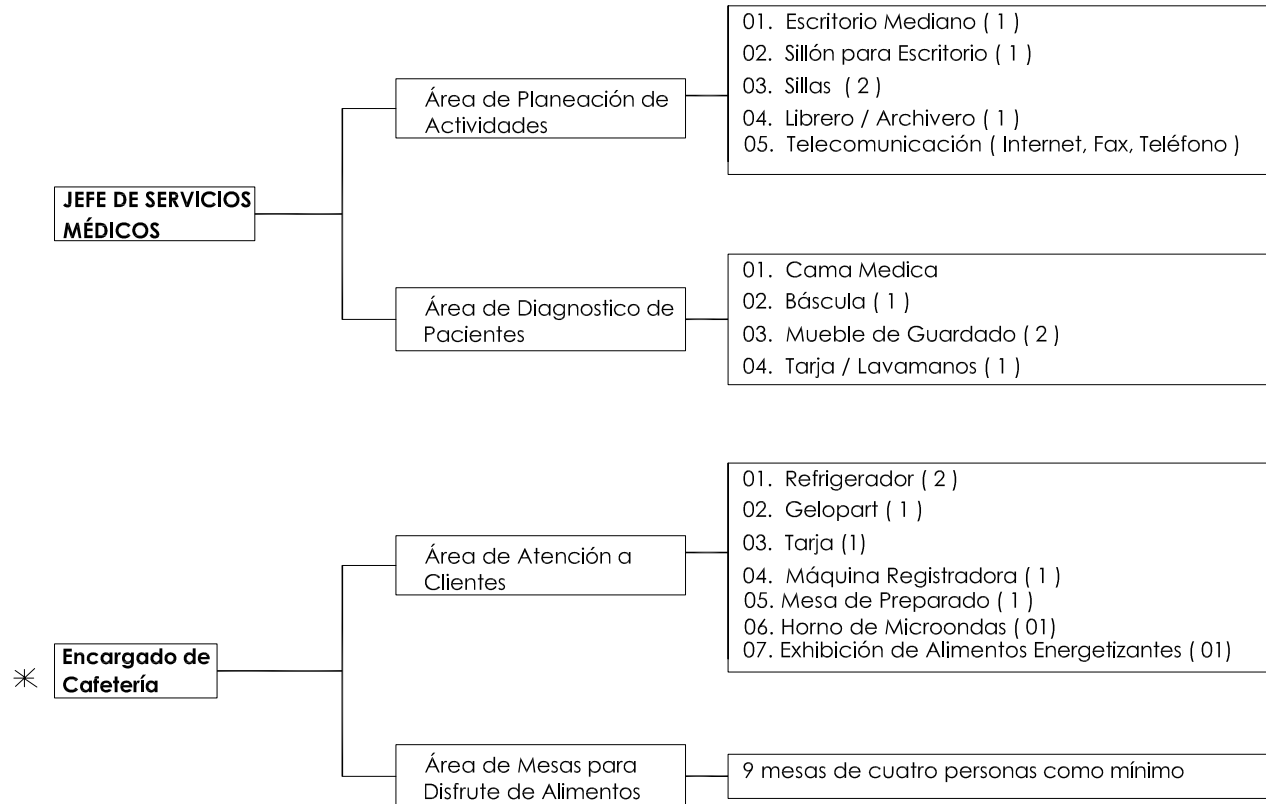 JEFE DE SERVICIOS
MÉDICOS
Área de Planeación de
Actividades
01. Escritorio Mediano ( 1 )
02. Sillón para Escritorio ( 1 )
03. Sillas ( 2 )
04. Librero / Archivero ( 1 )
05. Telecomunicación ( Internet, Fax, Teléfono )
Área de Diagnostico de
Pacientes
01. Cama Medica
02. Báscula ( 1 )
03. Mueble de Guardado ( 2 )
04. Tarja / Lavamanos ( 1 )
Encargado de
Cafetería
Área de Atención a
Clientes
01. Refrigerador ( 2 )
02. Gelopart ( 1 )
03. Tarja (1)
04. Máquina Registradora ( 1 )
05. Mesa de Preparado ( 1 )
06. Horno de Microondas ( 01)
07. Exhibición de Alimentos Energetizantes ( 01)
Área de Mesas para
Disfrute de Alimentos
9 mesas de cuatro personas como mínimo